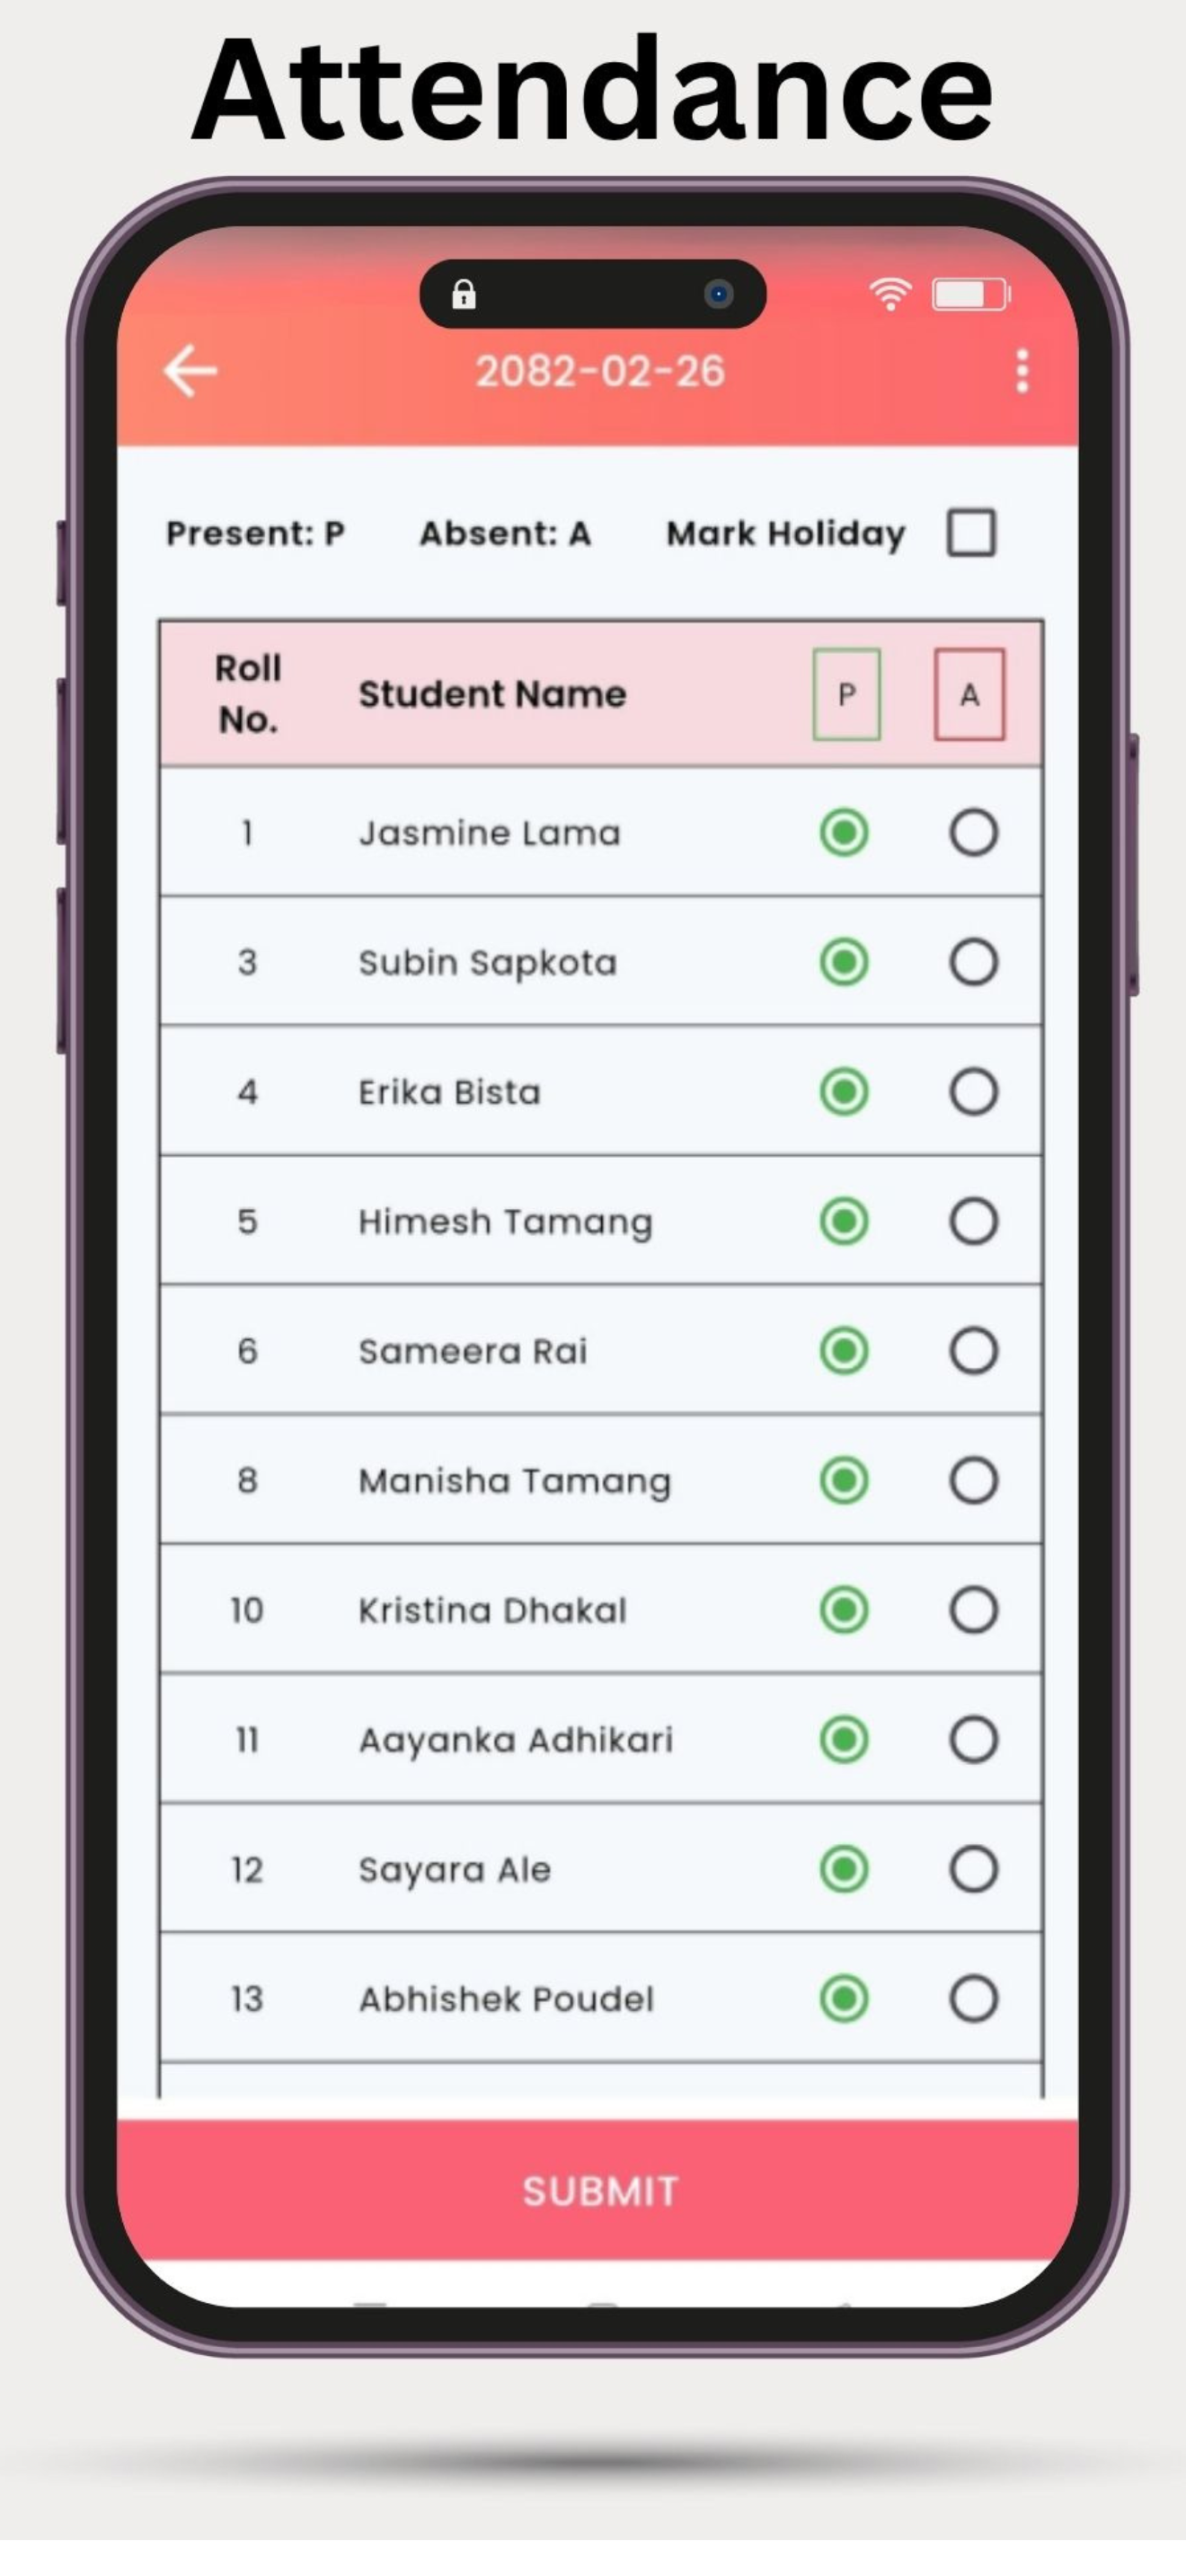 Attendance
2082-02-26
Present: P Absent: A Mark Holiday
Roll No. Student Name P A
1 Jasmine Lama
3 Subin Sapkota
4 Erika Bista
5 Himesh Tamang
6 Sameera Rai
8 Manisha Tamang
10 Kristina Dhakal
11 Aayanka Adhikari
12 Sayara Ale
13 Abhishek Poudel
SUBMIT